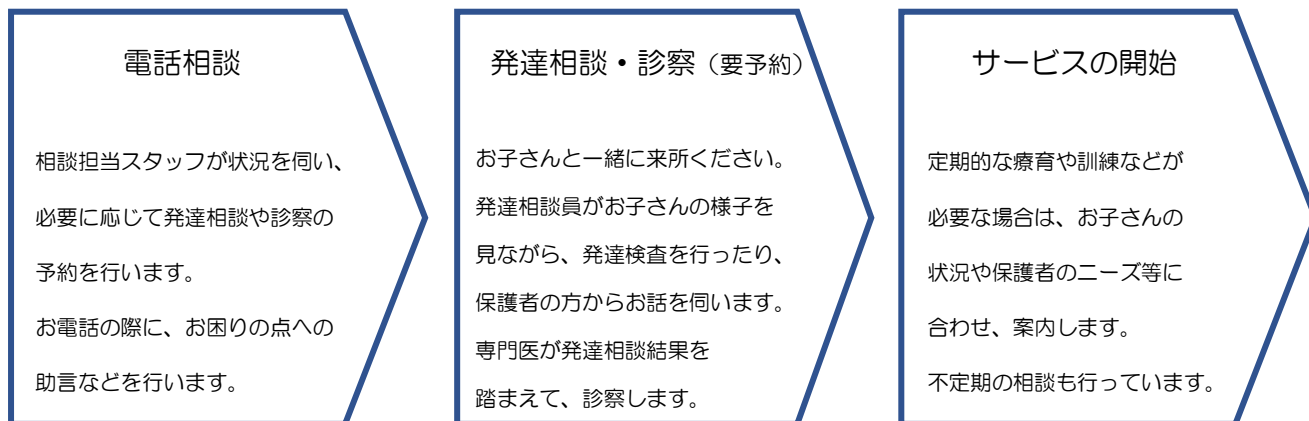 電話相談
相談担当スタッフが状況を伺い、
必要に応じて発達相談や診察の
予約を行います。
お電話の際に、お困りの点への
助言などを行います。
発達相談・診察（要予約）
お子さんと一緒に来所ください。
発達相談員がお子さんの様子を
見ながら、発達検査を行ったり、
保護者の方からお話を伺います。
専門医が発達相談結果を
踏まえて、診察します。
サービスの開始
定期的な療育や訓練などが
必要な場合は、お子さんの
状況や保護者のニーズ等に
合わせ、案内します。
不定期の相談も行っています。